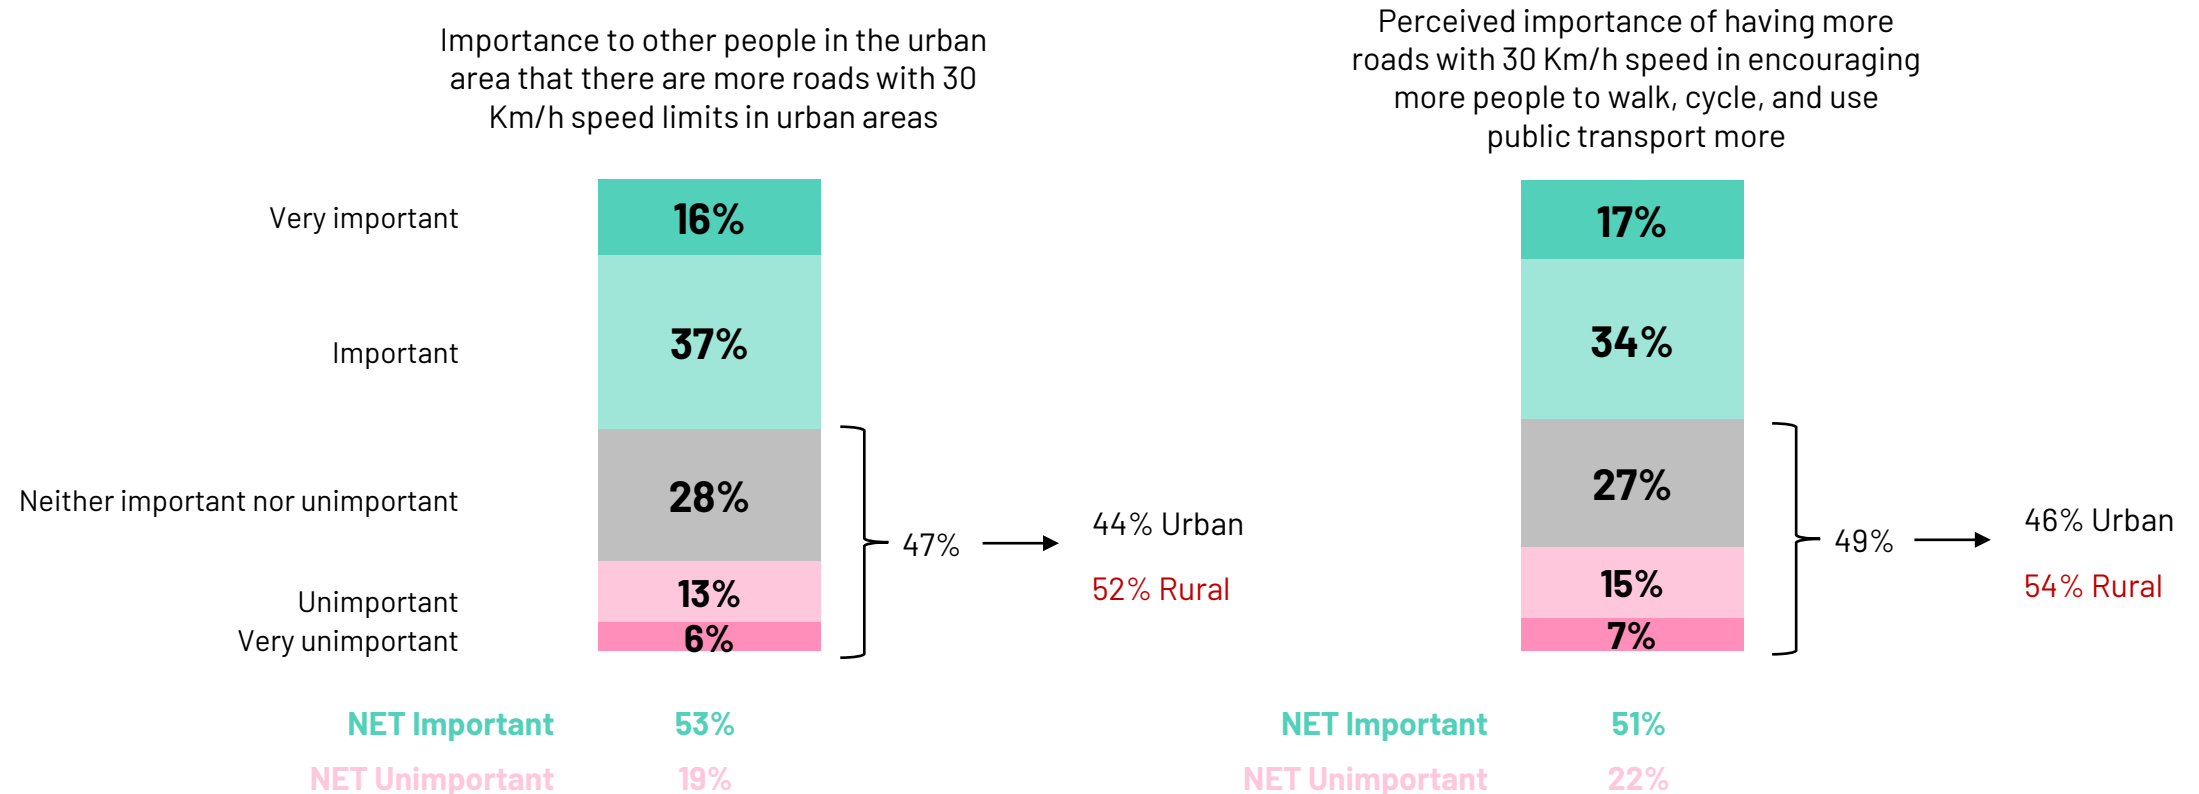 Importance to other people in the urban
area that there are more roads with 30
Km/h speed limits in urban areas
Very important
16%
Important
37%
Neither important nor unimportant
28%
Unimportant
13%
Very unimportant
6%
47%
44% Urban
52% Rural
NET Important
53%
NET Unimportant
19%
Perceived importance of having more
roads with 30 Km/h speed in encouraging
more people to walk, cycle, and use
public transport more
17%
34%
27%
15%
7%
49%
46% Urban
54% Rural
NET Important
51%
NET Unimportant
22%